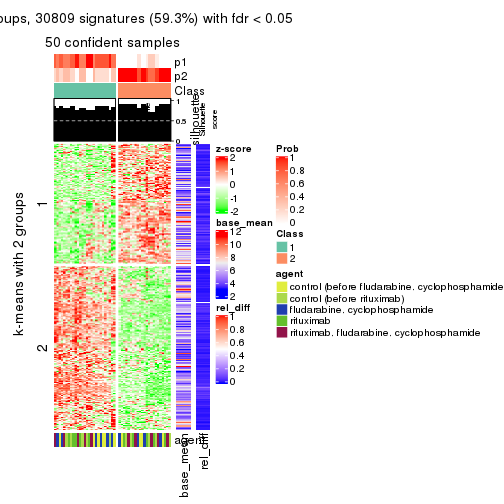 oups, 30809 signatures (59.3%) with fdr < 0.05
50 confident samples
p1
p2
Class
1
0.5
0
silhouette
Silhouette
score
k-means with 2 groups
1
2
agent
base_mean
rel_diff
z-score
2
1
0
-1
-2
base_mean
12
10
8
6
4
2
rel_diff
1
0.8
0.6
0.4
0.2
0
Prob
1
0.8
0.6
0.4
0.2
0
Class
1
2
agent
control (before fludarabine, cyclophosphamide
control (before rituximab)
fludarabine, cyclophosphamide
rituximab
rituximab, fludarabine, cyclophosphamide